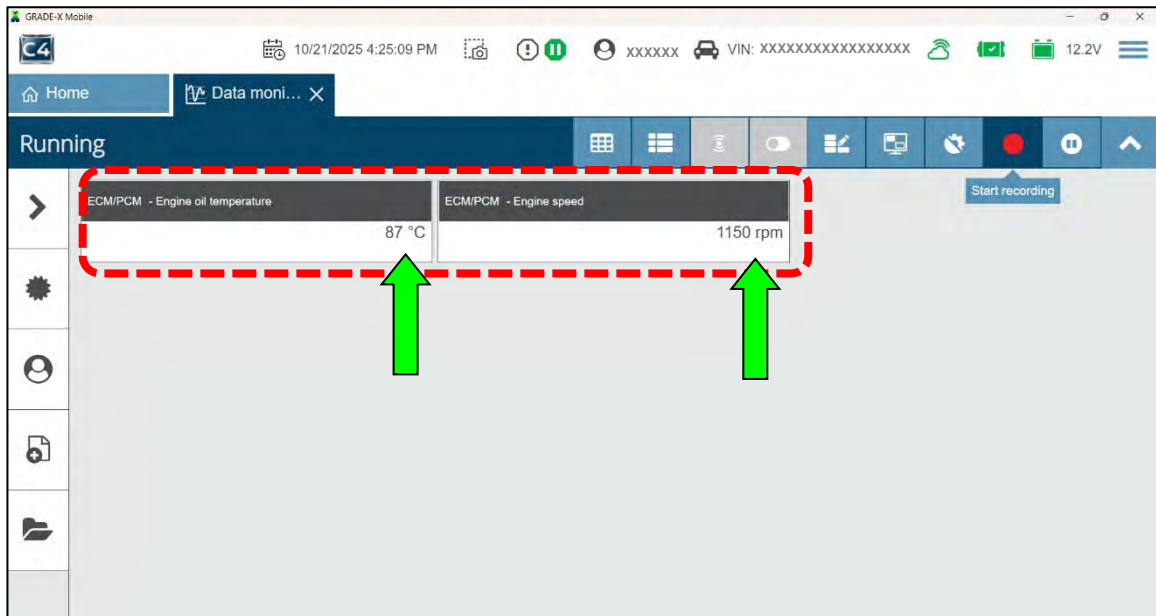 GRADE-X Mobile
C4
10/21/2025 4:25:09 PM
xxxxxx
VIN: XXXXXXXXXXXXXXXXX
12.2V
Home
Data moni...
Running
Start recording
ECM/PCM - Engine oil temperature
87 °C
ECM/PCM - Engine speed
1150 rpm